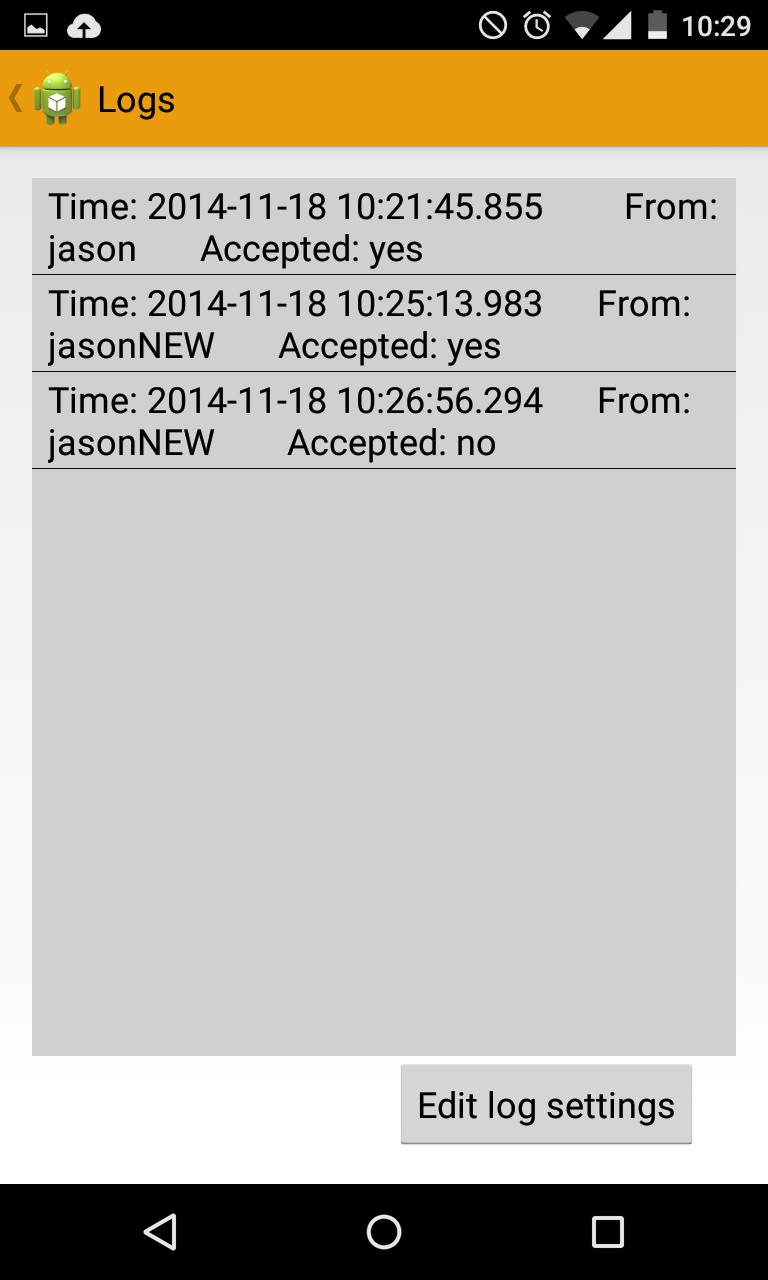 10:29
Logs
Time: 2014-11-18 10:21:45.855 From:
jason Accepted: yes
Time: 2014-11-18 10:25:13.983 From:
jasonNEW Accepted: yes
Time: 2014-11-18 10:26:56.294 From:
jasonNEW Accepted: no
Edit log settings